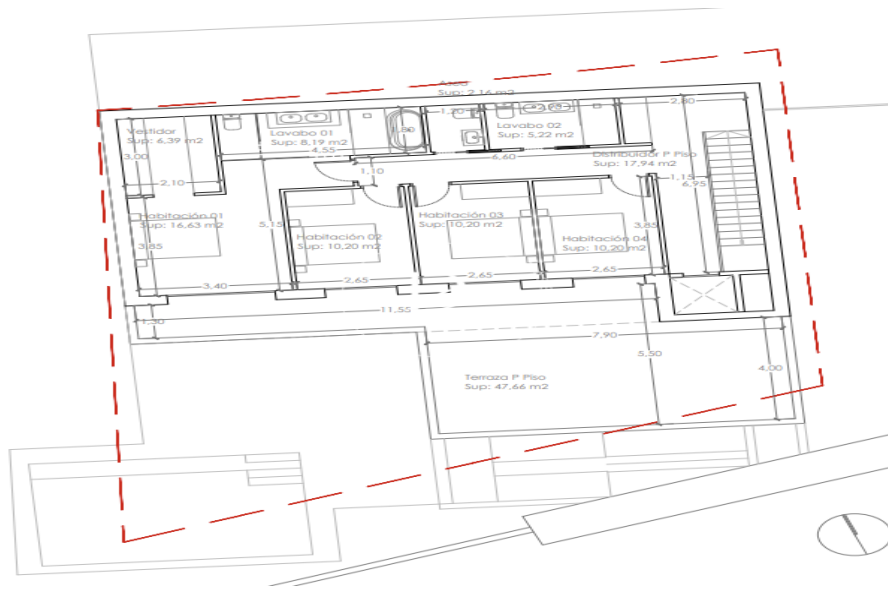 Aseo
Sup: 2,16 m2
Vestidor
Sup: 6,39 m2
3,00
2,10
Lavabo 01
Sup: 8,19 m2
4,55
1,80
1,20
Lavabo 02
Sup: 5,22 m2
2,80
6,60
1,10
Distribuidor P Piso
Sup: 17,94 m2
1,15
6,95
Habitación 01
Sup: 16,63 m2
3,85
5,15
3,40
Habitación 02
Sup: 10,20 m2
2,65
Habitación 03
Sup: 10,20 m2
2,65
Habitación 04
Sup: 10,20 m2
3,85
2,65
1,30
11,55
7,90
5,50
4,00
Terraza P Piso
Sup: 47,66 m2